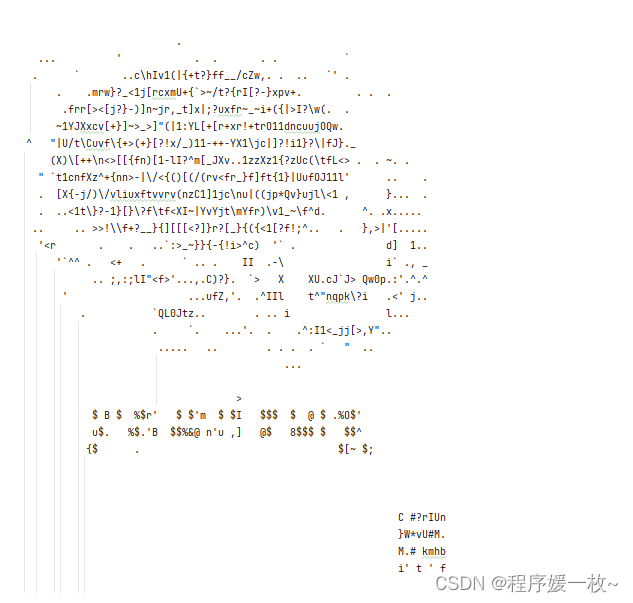 .
...          '            .  .       . .           `
.      `       ..c\hIv1(|{+t?}ff__/cZw,. .  ..   `' .
.    .mrw}?_<1j[rcxmU+{`>~/t?{rI[?-}xpv+.         . .  .
.frr[><[j?}-)]n~jr,_t]x|;?uxfr~_~i+({|>I?\w(.  .
~1YJXxcv[+}]~>_>]"(|1:YL[+[r+xr!+trO11dncuujOQw.
^   "|U/t\Cuvf\{+>(+}[?!x/_)11-++-YX1\jc|]?!i1}?\|fJ}._
(X)\[++\n<>[[{fn)[1-lI?^m[_JXv..1zzXz1{?zUc(\tfL<> .  . ~. .
" `t1cnfXz^+{nn>-|\/<{()[(/(rv<fr_}f]ft{1}|UufOJ11l'      ..    .
.  [X{-j/)\/vliuxftvvrv(nzC1]1jc\nu|((jp*Qv}ujl\<1 ,      }...  .
.  ..<1t\}?-1}[}\?f\tf<XI~|YvYjt\mYfr)\v1_~\f^d.      ^. .x.....
..     .. >>!\\f+?__}{][[[<?]}r?[_}{({<1[?f!;^..   .   },>|'[.....
'<r       .    .   ..`:>_~}}{-{!i>^c)  '` .               d]  1..
'`^^ .   <+   .      ` .. .    II  .-\                 i` ., _
.. ;,:;lI"<f>'...,.C)?}.  `>   X    XU.cJ`J> Qw0p.:'.^.^
'                    ...ufZ,'.  .^IIl    t^"nqpk\?i   .<' j..
.           `QL0Jtz..        . .. i                l...
.     `.    ...'.  .    .^:I1<_jj[>,Y"..
.....   ..        . . .  . `   "  ..
...
>
$ B $  %$r'   $ $'m  $ $I   $$$  $  @ $ .%O$'
u$.   %$.'B  $$%&@ n'u ,]   @$   8$$$ $   $$^
{$      .                                 $[~ $;
C #?rIUn
}W*vU#M.
M.# kmhb
i' t ' f
CSDN @程序媛一枚~